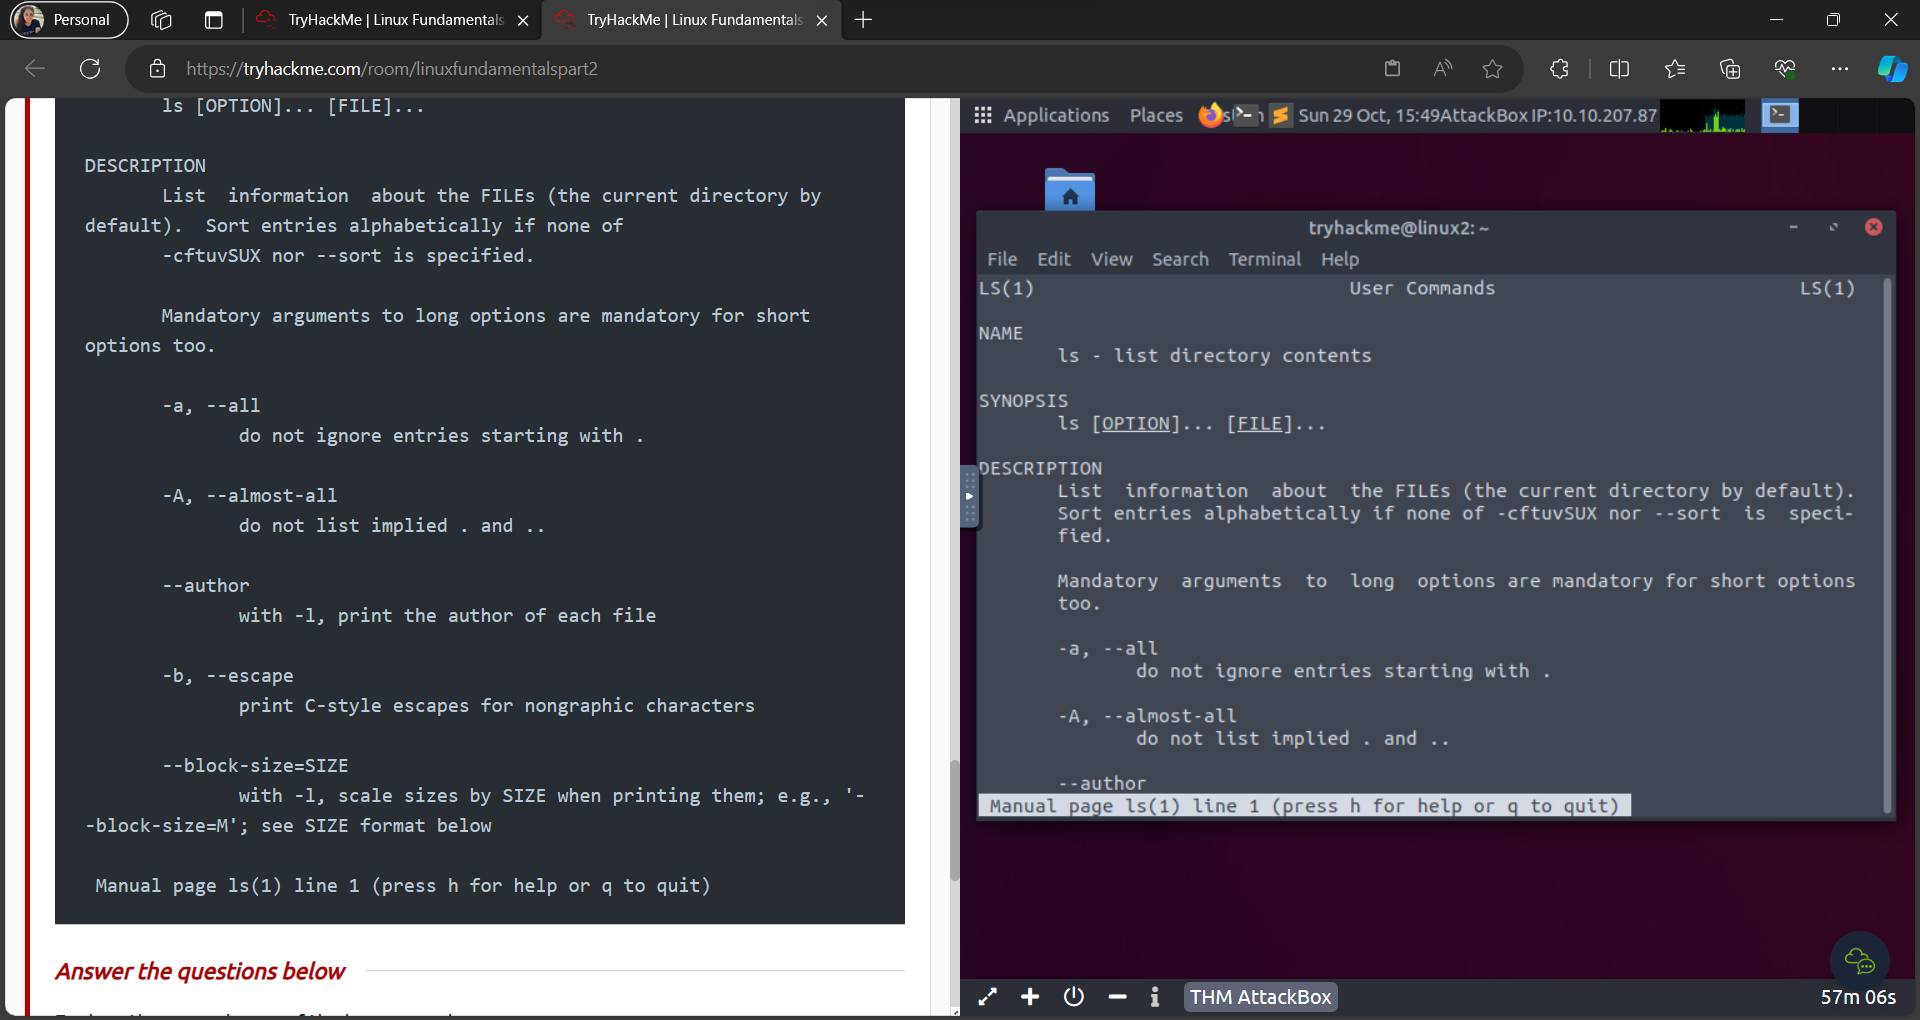 Personal
TryHackMe | Linux Fundamentals
TryHackMe | Linux Fundamentals
https://tryhackme.com/room/linuxfundamentalspart2
ls [OPTION]... [FILE]...
DESCRIPTION
List  information  about the FILEs (the current directory by
default).  Sort entries alphabetically if none of
-cftuvSUX nor --sort is specified.
Mandatory arguments to long options are mandatory for short
options too.
-a, --all
do not ignore entries starting with .
-A, --almost-all
do not list implied . and ..
--author
with -l, print the author of each file
-b, --escape
print C-style escapes for nongraphic characters
--block-size=SIZE
with -l, scale sizes by SIZE when printing them; e.g., '-
-block-size=M'; see SIZE format below
Manual page ls(1) line 1 (press h for help or q to quit)
Answer the questions below
Applications Places Sun 29 Oct, 15:49 AttackBox IP:10.10.207.87
tryhackme@linux2: ~
File Edit View Search Terminal Help
LS(1) User Commands LS(1)
NAME
ls - list directory contents
SYNOPSIS
ls [OPTION]... [FILE]...
DESCRIPTION
List  information  about  the FILEs (the current directory by default).
Sort entries alphabetically if none of -cftuvSUX nor --sort  is  speci-
fied.
Mandatory  arguments  to  long  options are mandatory for short options
too.
-a, --all
do not ignore entries starting with .
-A, --almost-all
do not list implied . and ..
--author
Manual page ls(1) line 1 (press h for help or q to quit)
THM AttackBox
57m 06s